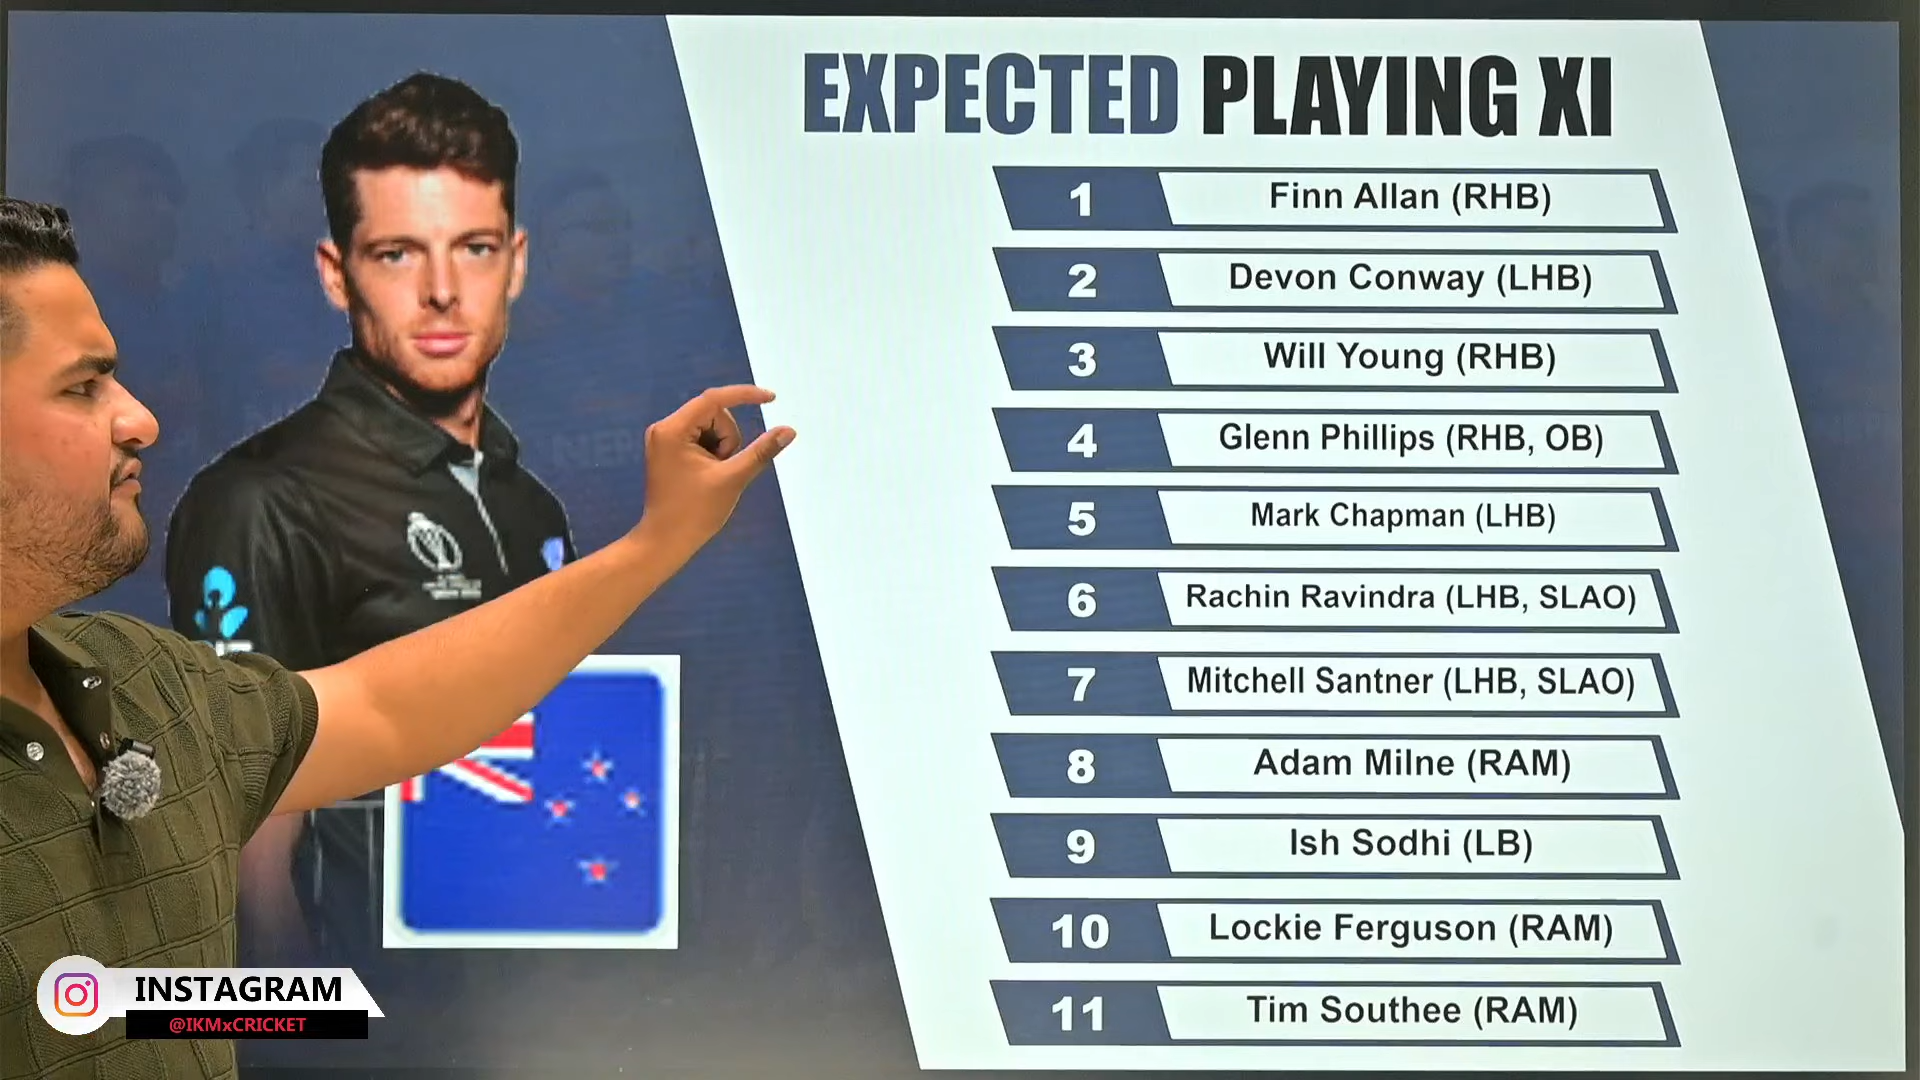 EXPECTED PLAYING XI
1 Finn Allan (RHB)
2 Devon Conway (LHB)
3 Will Young (RHB)
4 Glenn Phillips (RHB, OB)
5 Mark Chapman (LHB)
6 Rachin Ravindra (LHB, SLAO)
7 Mitchell Santner (LHB, SLAO)
8 Adam Milne (RAM)
9 Ish Sodhi (LB)
10 Lockie Ferguson (RAM)
11 Tim Southee (RAM)
INSTAGRAM
@IKMxCRICKET